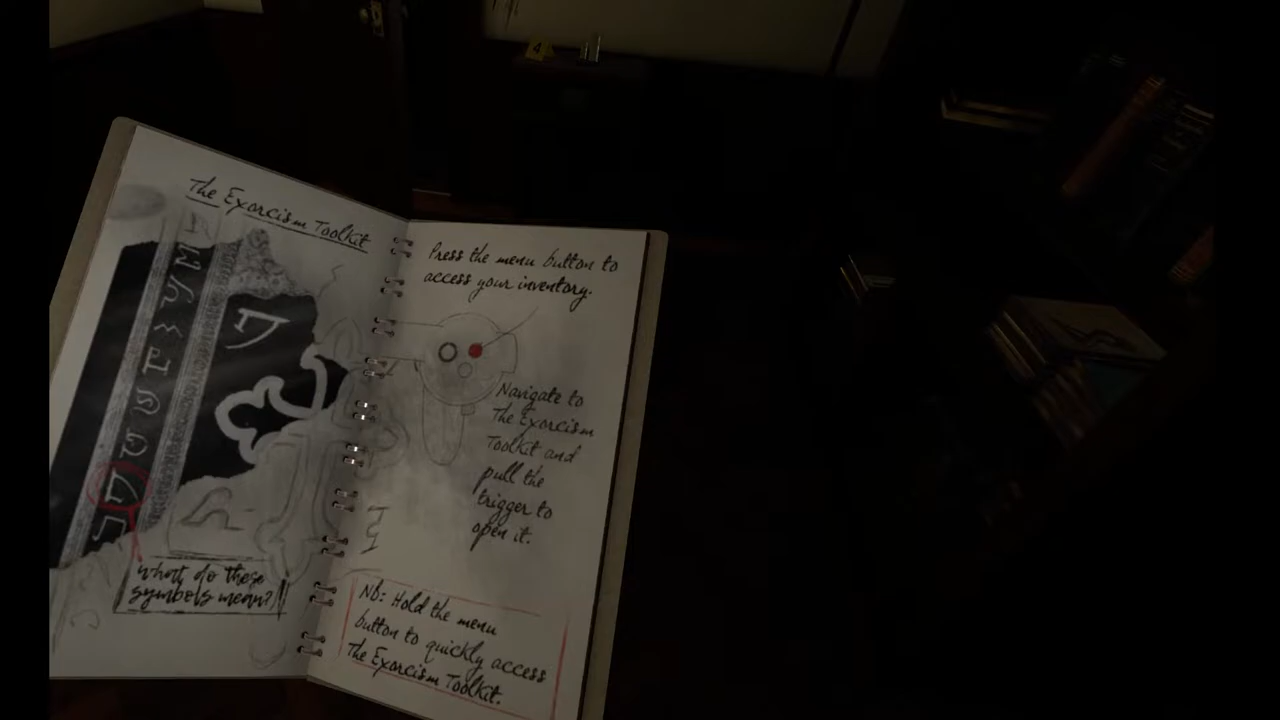 4
The Exorcism Toolkit
what do these
symbols mean?!
Press the menu button to
access your inventory.
Navigate to
The Exorcism
Toolkit and
pull the
trigger to
open it.
Nb: Hold the menu
button to quickly access
The Exorcism Toolkit.